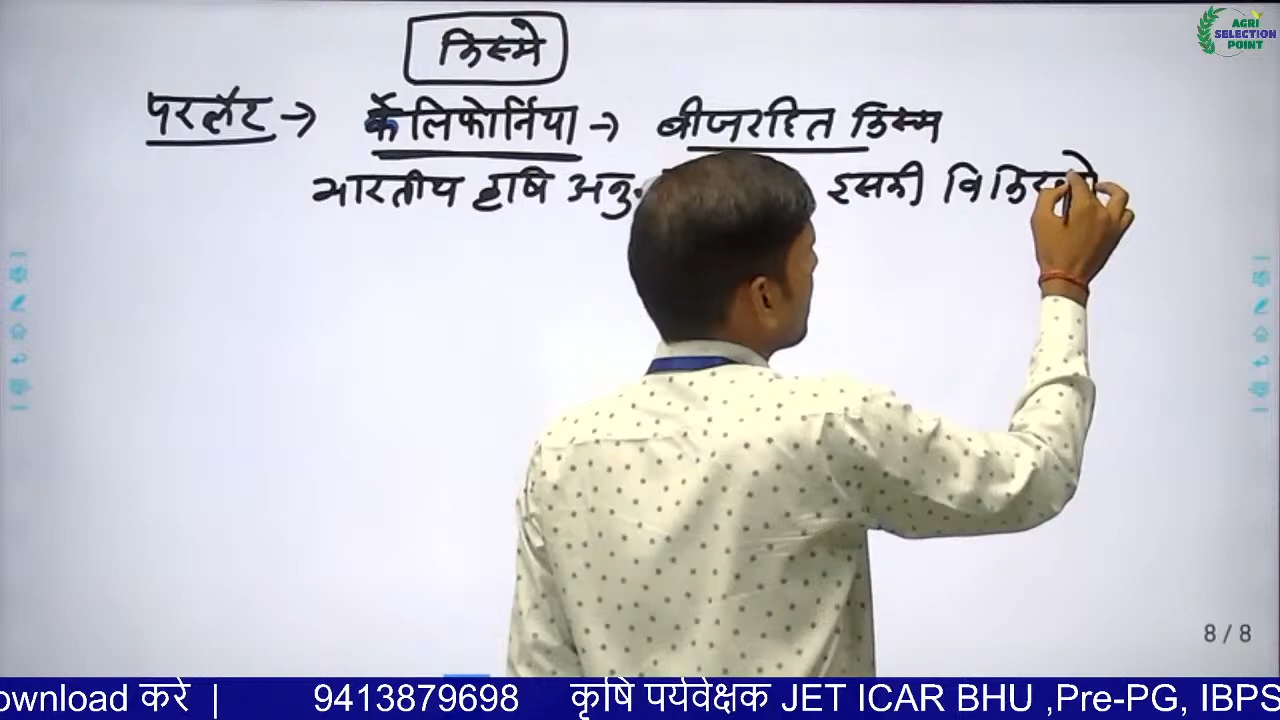 किस्मे
परलैट → कैलिफोर्निया → बीजरहित किस्म
भारतीय कृषि अनु. इसकी
AGRI
SELECTION
POINT
8 / 8
ownload करे | 9413879698 कृषि पर्यवेक्षक JET ICAR BHU ,Pre-PG, IBPS